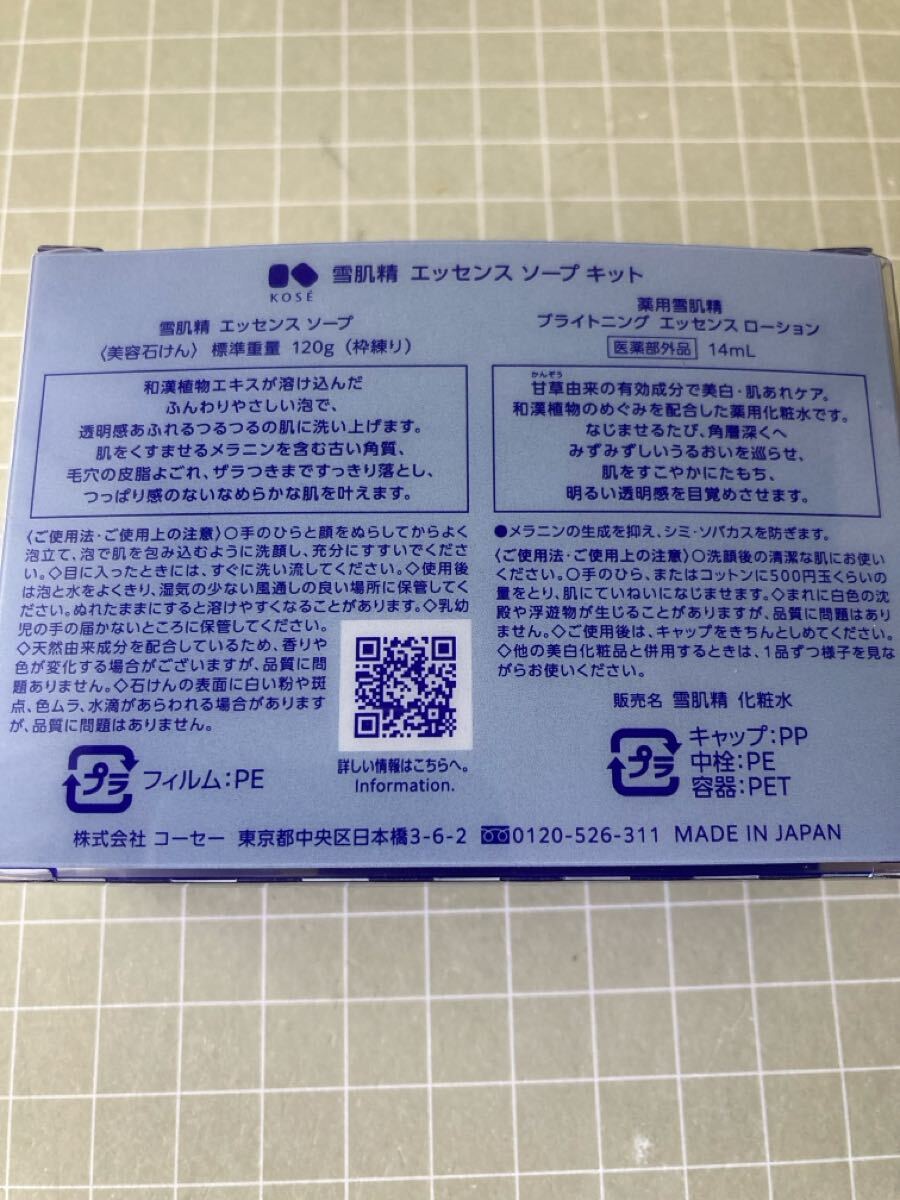 KOSÉ
雪肌精 エッセンス ソープ キット
雪肌精 エッセンス ソープ
〈美容石けん〉 標準重量 120g (枠練り)
和漢植物エキスが溶け込んだ
ふんわりやさしい泡で、
透明感あふれるつるつるの肌に洗い上げます。
肌をくすませるメラニンを含む古い角質、
毛穴の皮脂よごれ、ザラつきまですっきり落とし、
つっぱり感のないなめらかな肌を叶えます。
〈ご使用法・ご使用上の注意〉○手のひらと顔をぬらしてからよく
泡立て、泡で肌を包み込むように洗顔し、充分にすすいでくださ
い。◇目に入ったときには、すぐに洗い流してください。◇使用後
は泡と水をよくきり、湿気の少ない風通しの良い場所に保管してく
ださい。ぬれたままにすると溶けやすくなることがあります。◇乳幼
児の手の届かないところに保管してください。
◇天然由来成分を配合しているため、香りや
色が変化する場合がございますが、品質に問
題ありません。◇石けんの表面に白い粉や斑
点、色ムラ、水滴があらわれる場合があります
が、品質に問題はありません。
詳しい情報はこちらへ。
Information.
プラ
フィルム:PE
薬用雪肌精
ブライトニング エッセンス ローション
医薬部外品 14mL
かんぞう
甘草由来の有効成分で美白・肌あれケア。
和漢植物のめぐみを配合した薬用化粧水です。
なじませるたび、角層深くへ
みずみずしいうるおいを巡らせ、
肌をすこやかにたもち、
明るい透明感を目覚めさせます。
●メラニンの生成を抑え、シミ・ソバカスを防ぎます。
〈ご使用法・ご使用上の注意〉○洗顔後の清潔な肌にお使い
ください。○手のひら、またはコットンに500円玉くらいの
量をとり、肌にていねいになじませます。◇まれに白色の沈
殿や浮遊物が生じることがありますが、品質に問題はありま
せん。◇ご使用後は、キャップをきちんとしめてください。
◇他の美白化粧品と併用するときは、1品ずつ様子を見な
がらお使いください。
販売名 雪肌精 化粧水
プラ
キャップ:PP
中栓:PE
容器:PET
株式会社 コーセー 東京都中央区日本橋3-6-2 0120-526-311 MADE IN JAPAN